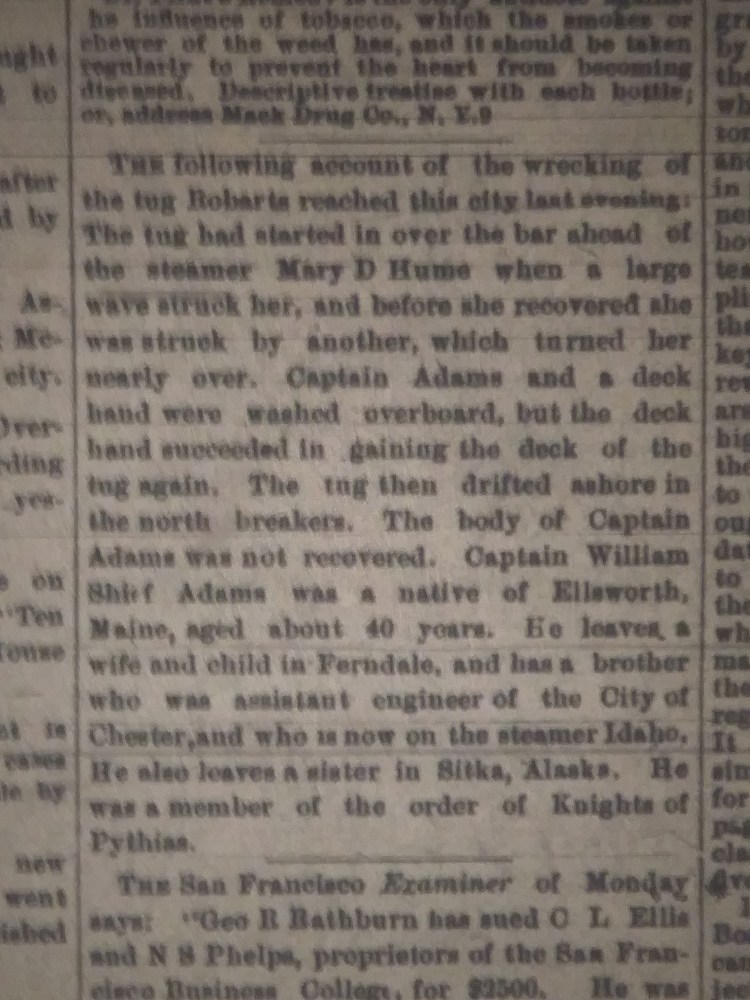 he influence of tobacco, which the smokes or
chewer of the weed has, and it should be taken
regularly to prevent the heart from becoming
diseased. Descriptive treatise with each bottle;
or, address Mack Drug Co., N. Y.9
THE following account of the wrecking of
the tug Robarts reached this city last evening:
The tug had started in over the bar ahead of
the steamer Mary D Hume when a large
wave struck her, and before she recovered she
was struck by another, which turned her
nearly over. Captain Adams and a deck
hand were washed overboard, but the deck
hand succeeded in gaining the deck of the
tug again. The tug then drifted ashore in
the north breakers. The body of Captain
Adams was not recovered. Captain William
Shief Adams was a native of Ellsworth,
Maine, aged about 40 years. He leaves a
wife and child in Ferndale, and has a brother
who was assistant engineer of the City of
Chester,and who is now on the steamer Idaho.
He also leaves a sister in Sitka, Alaska. He
was a member of the order of Knights of
Pythias.
THE San Francisco Examiner of Monday
says: "Geo R Rathburn has sued C L Ellis
and N S Phelps, proprietors of the San Fran-
cisco Business College, for $2500. He was